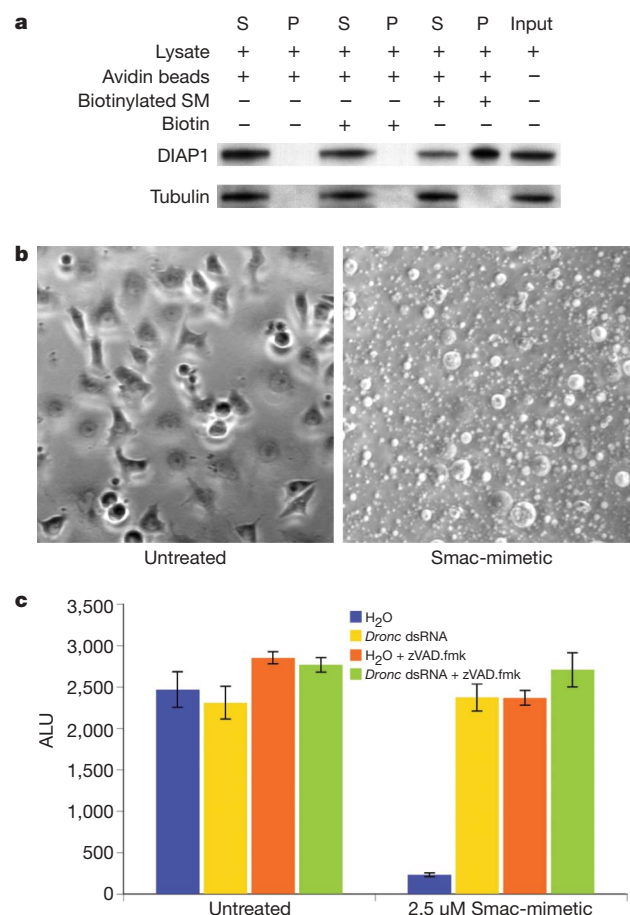 a
S P S P S P Input
Lysate + + + + + + +
Avidin beads + + + + + + –
Biotinylated SM – – – – + + –
Biotin – – + + – – –
DIAP1
Tubulin
b
Untreated Smac-mimetic
c
3,500
3,000
2,500
2,000
1,500
1,000
500
0
ALU
H2O
Dronc dsRNA
H2O + zVAD.fmk
Dronc dsRNA + zVAD.fmk
Untreated 2.5 µM Smac-mimetic